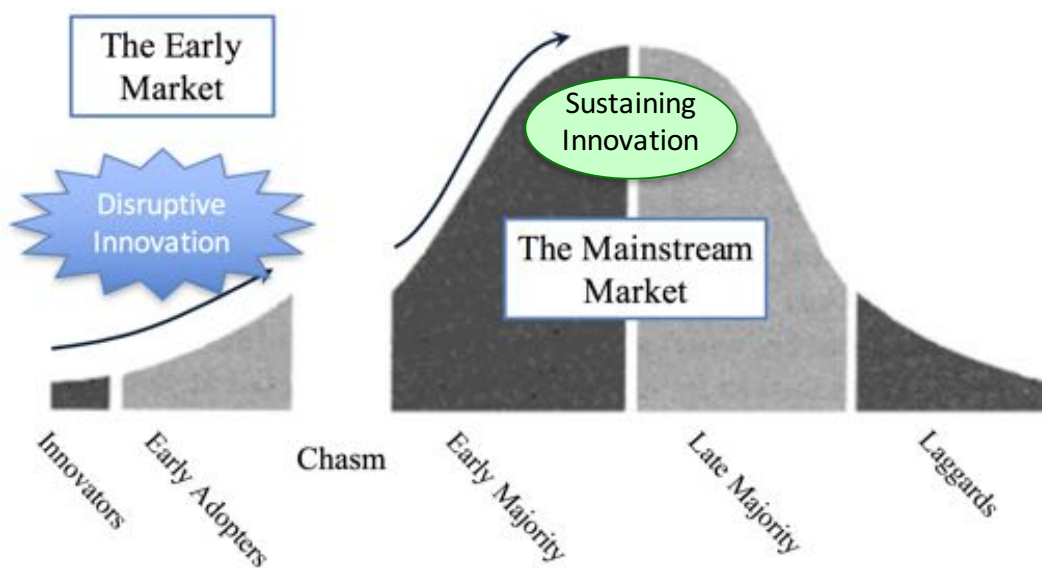 The Early
Market
Sustaining
Innovation
Disruptive
Innovation
The Mainstream
Market
Innovators
Early Adopters
Chasm
Early Majority
Late Majority
Laggards